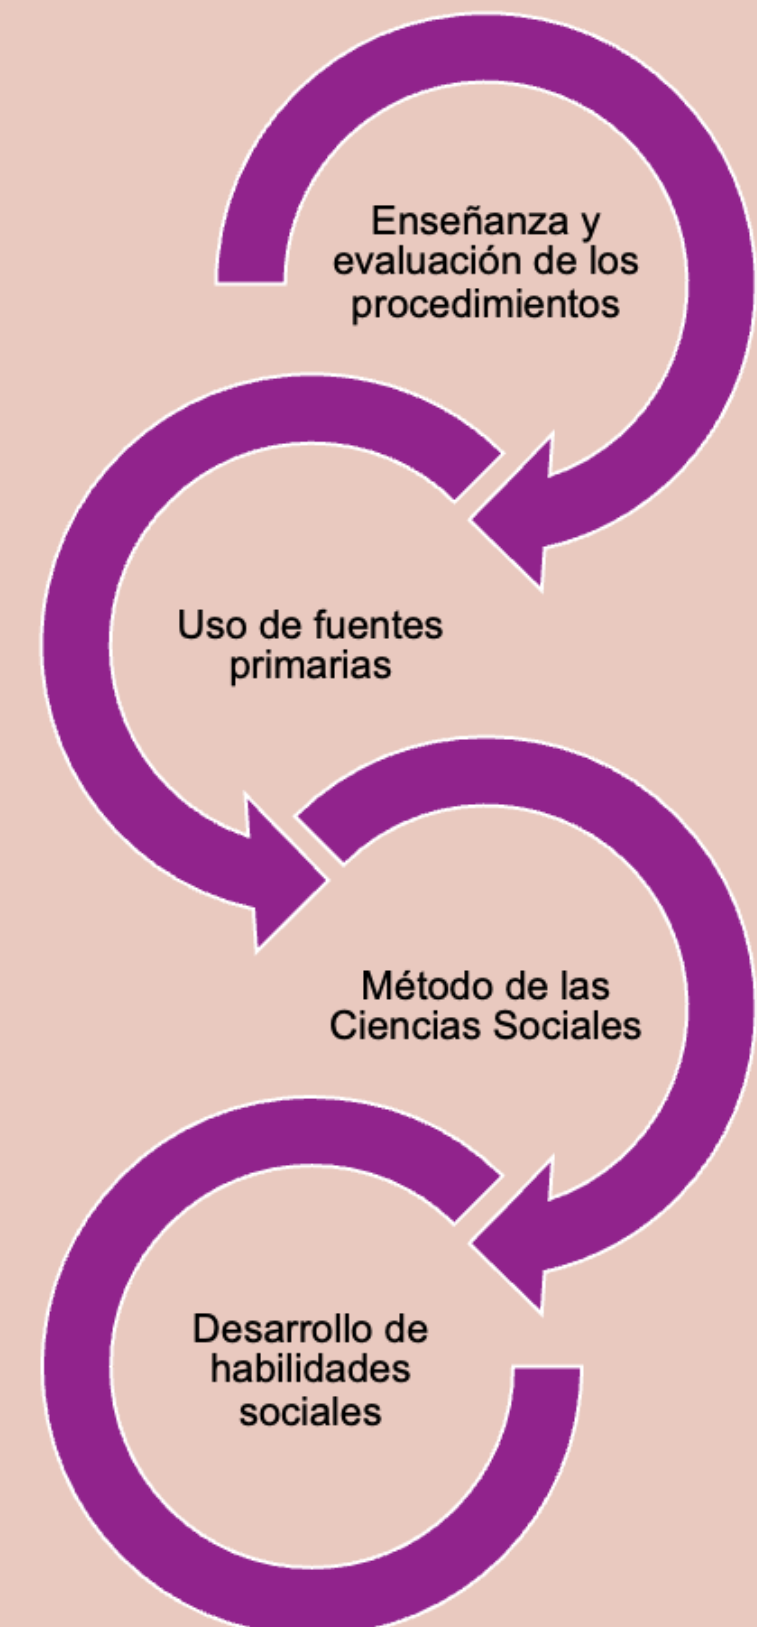 Enseñanza y
evaluación de los
procedimientos
Uso de fuentes
primarias
Método de las
Ciencias Sociales
Desarrollo de
habilidades
sociales